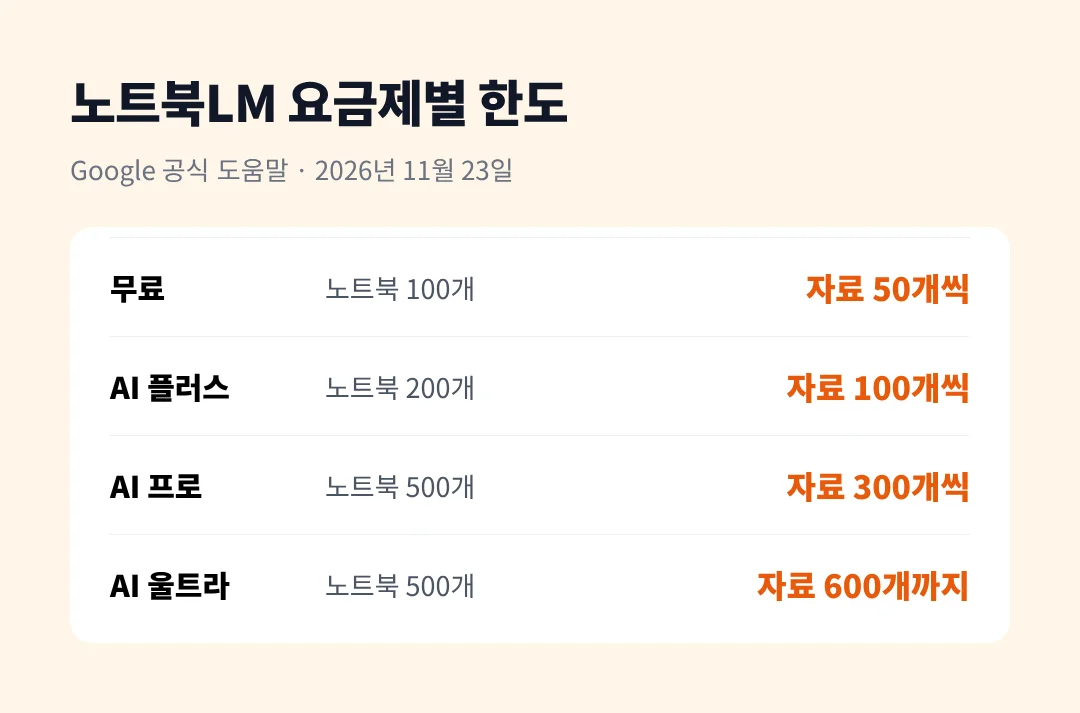 노트북LM 요금제별 한도
Google 공식 도움말 · 2026년 11월 23일
무료 노트북 100개 자료 50개씩
AI 플러스 노트북 200개 자료 100개씩
AI 프로 노트북 500개 자료 300개씩
AI 울트라 노트북 500개 자료 600개까지